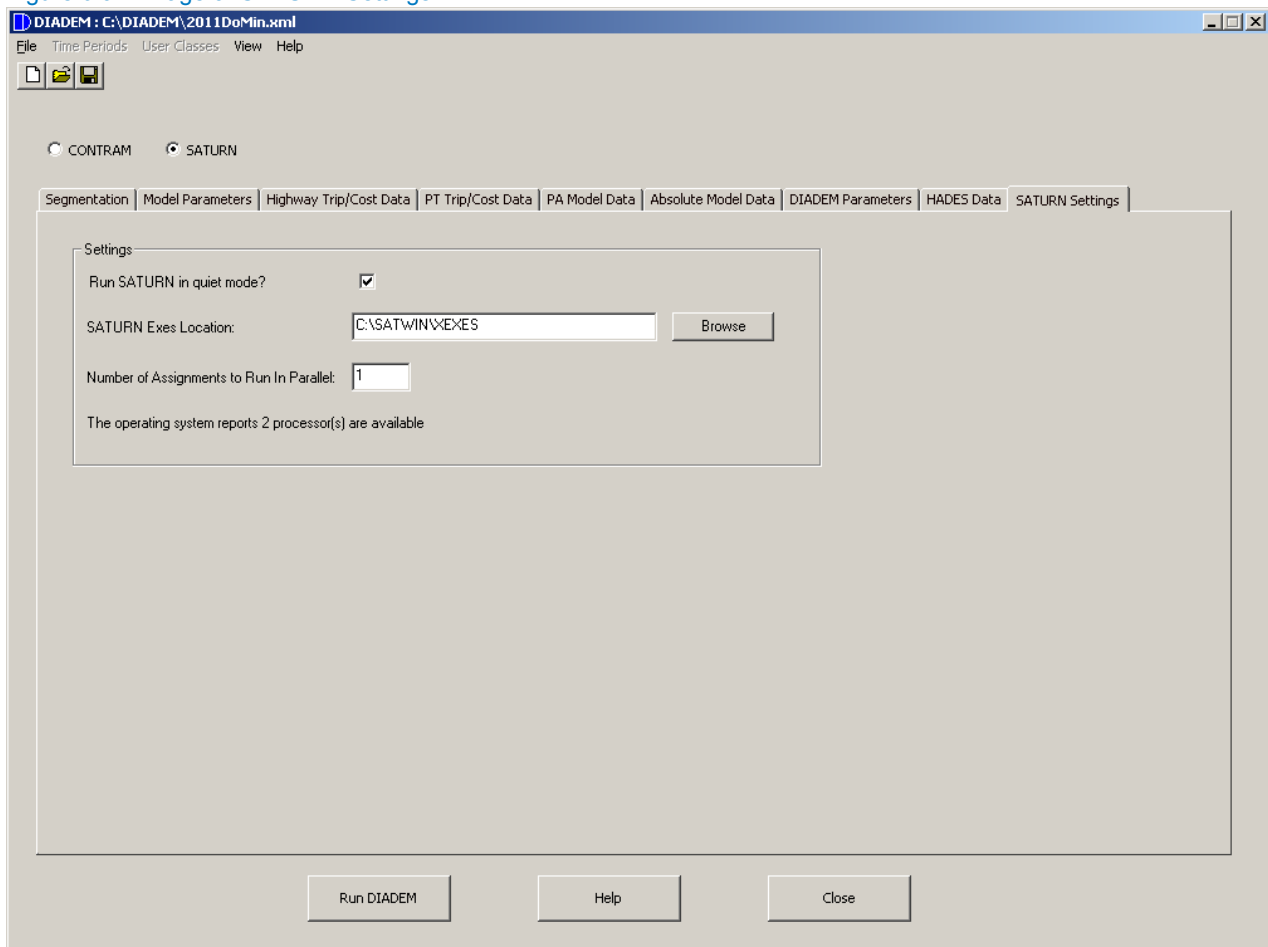 DIADEM : C:\DIADEM\2011DoMin.xml
File Time Periods User Classes View Help
CONTRAM SATURN
Segmentation Model Parameters Highway Trip/Cost Data PT Trip/Cost Data PA Model Data Absolute Model Data DIADEM Parameters HADES Data SATURN Settings
Settings
Run SATURN in quiet mode?
SATURN Exes Location: C:\SATWIN\XEXES Browse
Number of Assignments to Run In Parallel: 1
The operating system reports 2 processor(s) are available
Run DIADEM Help Close